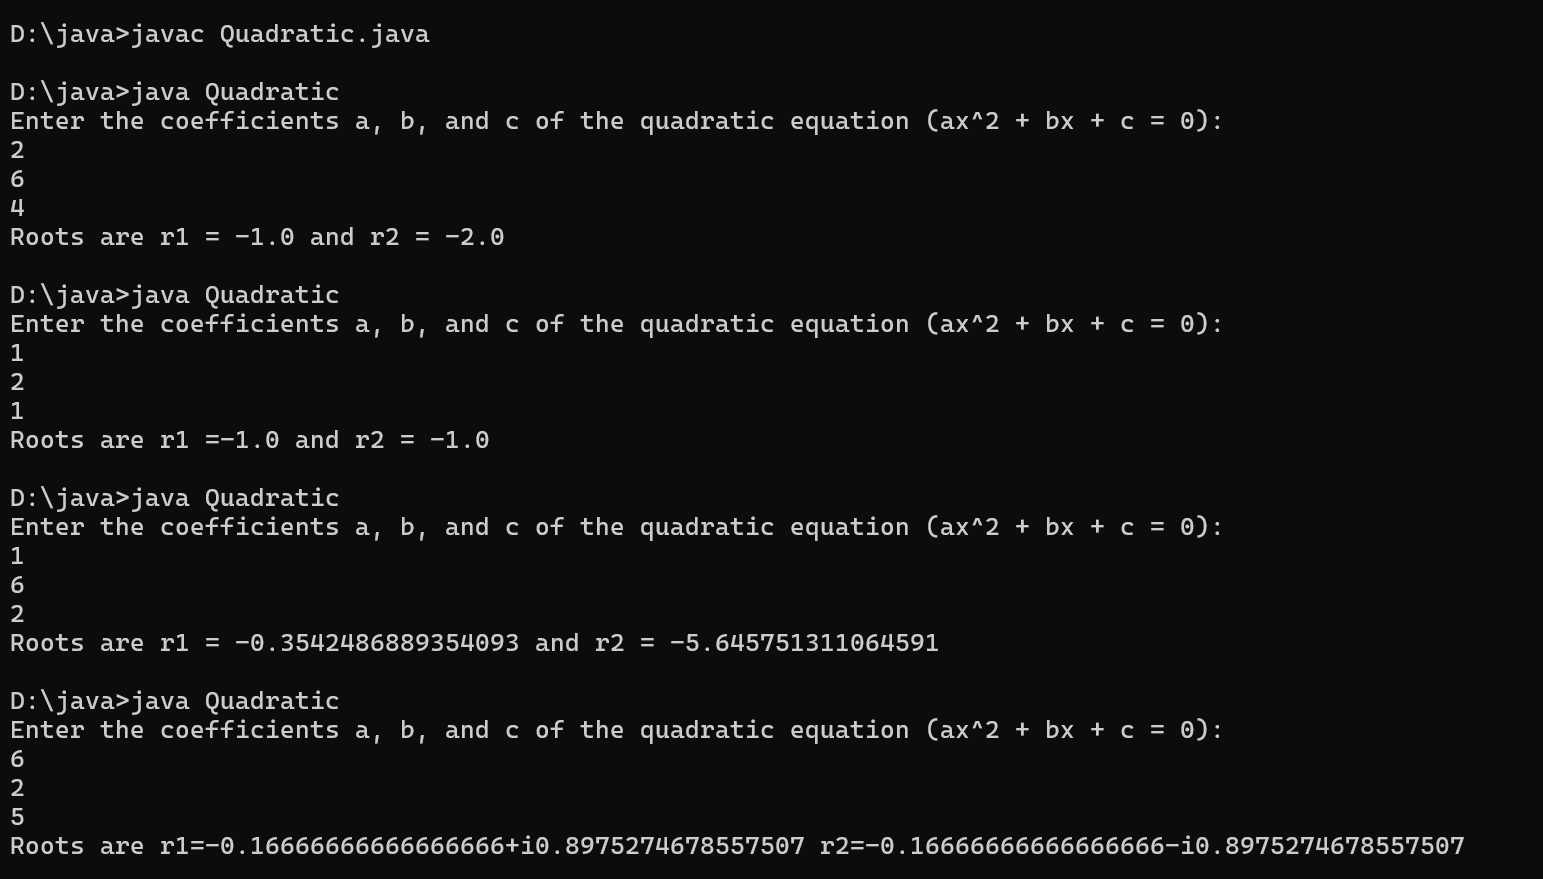 D:\java>javac Quadratic.java
D:\java>java Quadratic
Enter the coefficients a, b, and c of the quadratic equation (ax^2 + bx + c = 0):
2
6
4
Roots are r1 = -1.0 and r2 = -2.0
D:\java>java Quadratic
Enter the coefficients a, b, and c of the quadratic equation (ax^2 + bx + c = 0):
1
2
1
Roots are r1 =-1.0 and r2 = -1.0
D:\java>java Quadratic
Enter the coefficients a, b, and c of the quadratic equation (ax^2 + bx + c = 0):
1
6
2
Roots are r1 = -0.3542486889354093 and r2 = -5.645751311064591
D:\java>java Quadratic
Enter the coefficients a, b, and c of the quadratic equation (ax^2 + bx + c = 0):
6
2
5
Roots are r1=-0.16666666666666666+i0.8975274678557507 r2=-0.16666666666666666-i0.8975274678557507